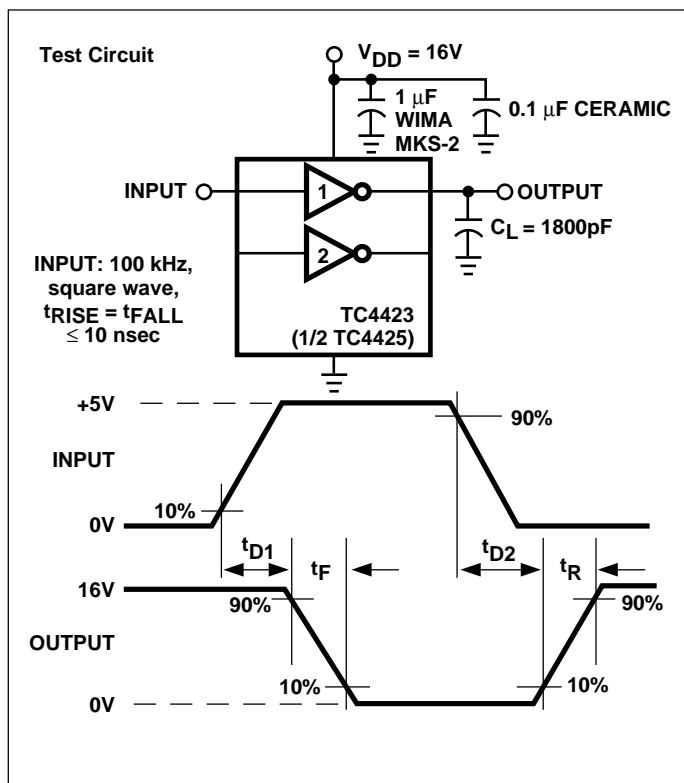 Test Circuit
VDD = 16V
1 µF
WIMA
MKS-2
0.1 µF CERAMIC
INPUT
1
OUTPUT
CL = 1800pF
2
INPUT: 100 kHz,
square wave,
tRISE = tFALL
≤ 10 nsec
TC4423
(1/2 TC4425)
+5V
90%
INPUT
10%
0V
tD1
tF
tD2
tR
16V
90%
90%
OUTPUT
10%
10%
0V